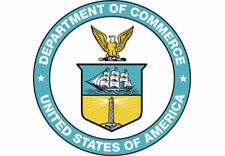 DEPARTMENT OF COMMERCE
UNITED STATES OF AMERICA